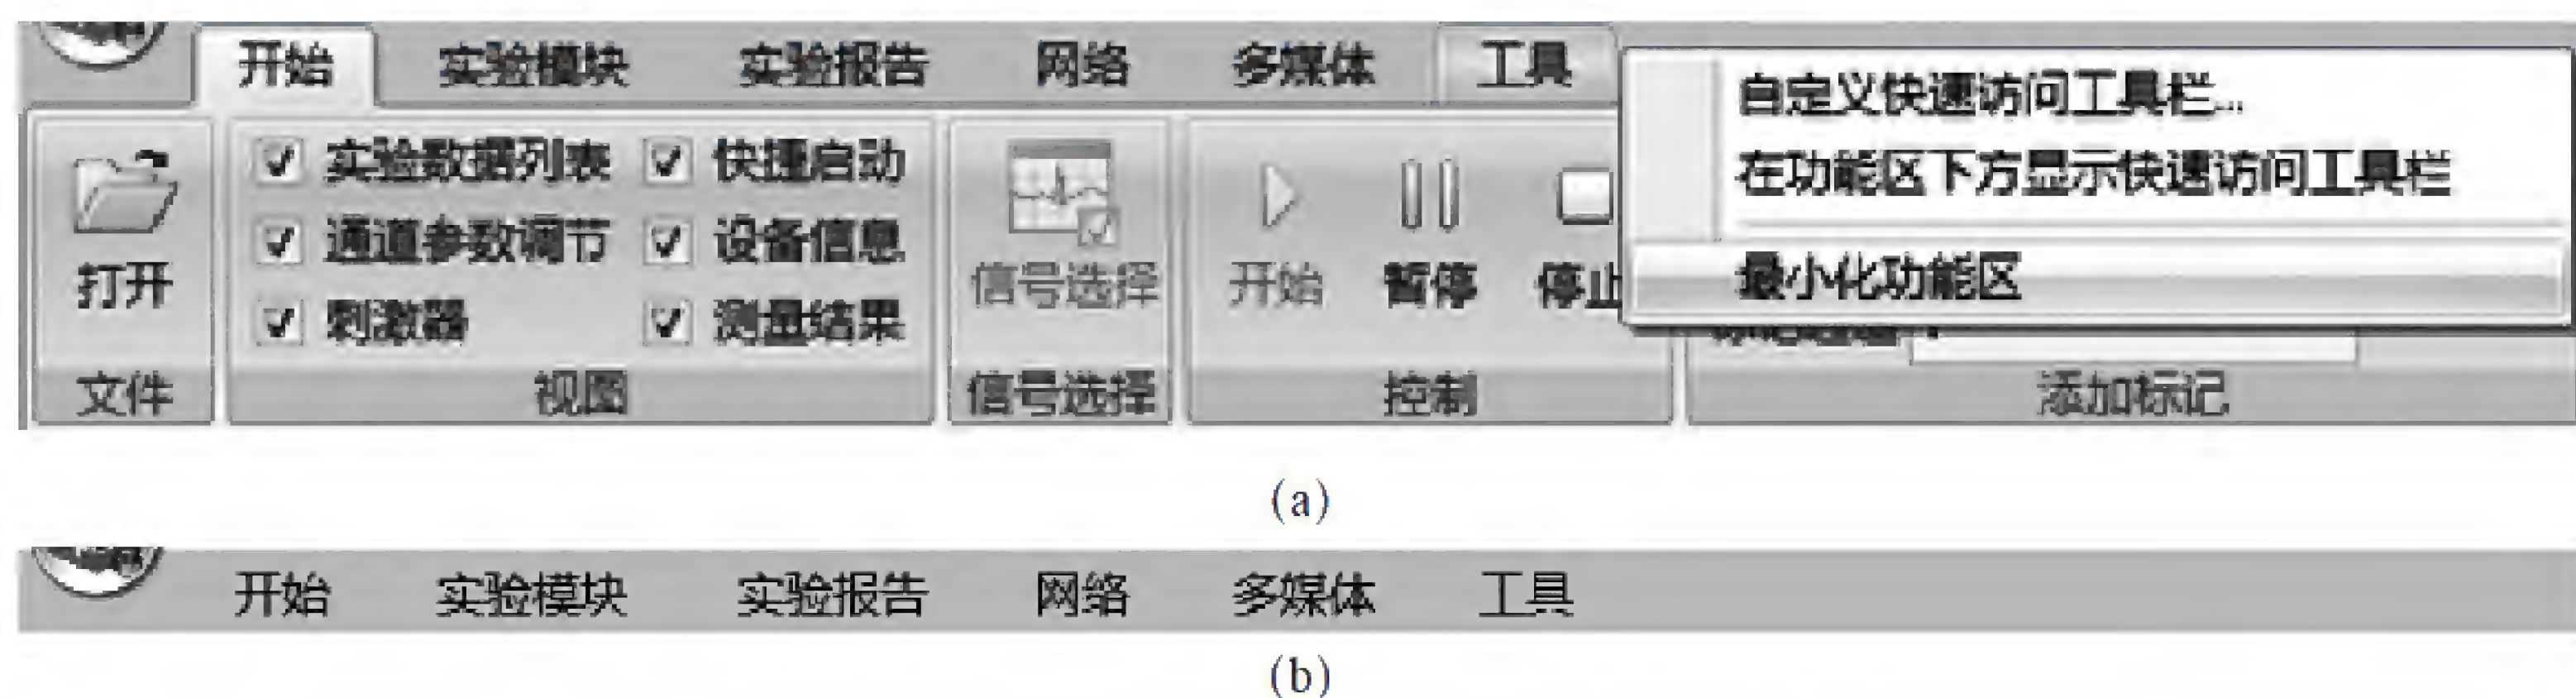 开始 实验模块 实验报告 网络 多媒体 工具
自定义快速访问工具栏...
在功能区下方显示快速访问工具栏
最小化功能区
实验数据列表 快捷启动
通道参数调节 设备信息
刺激器 测量结果
打开
信号选择
开始 暂停 停止
文件 视图 信号选择 控制 添加标记
(a)
开始 实验模块 实验报告 网络 多媒体 工具
(b)